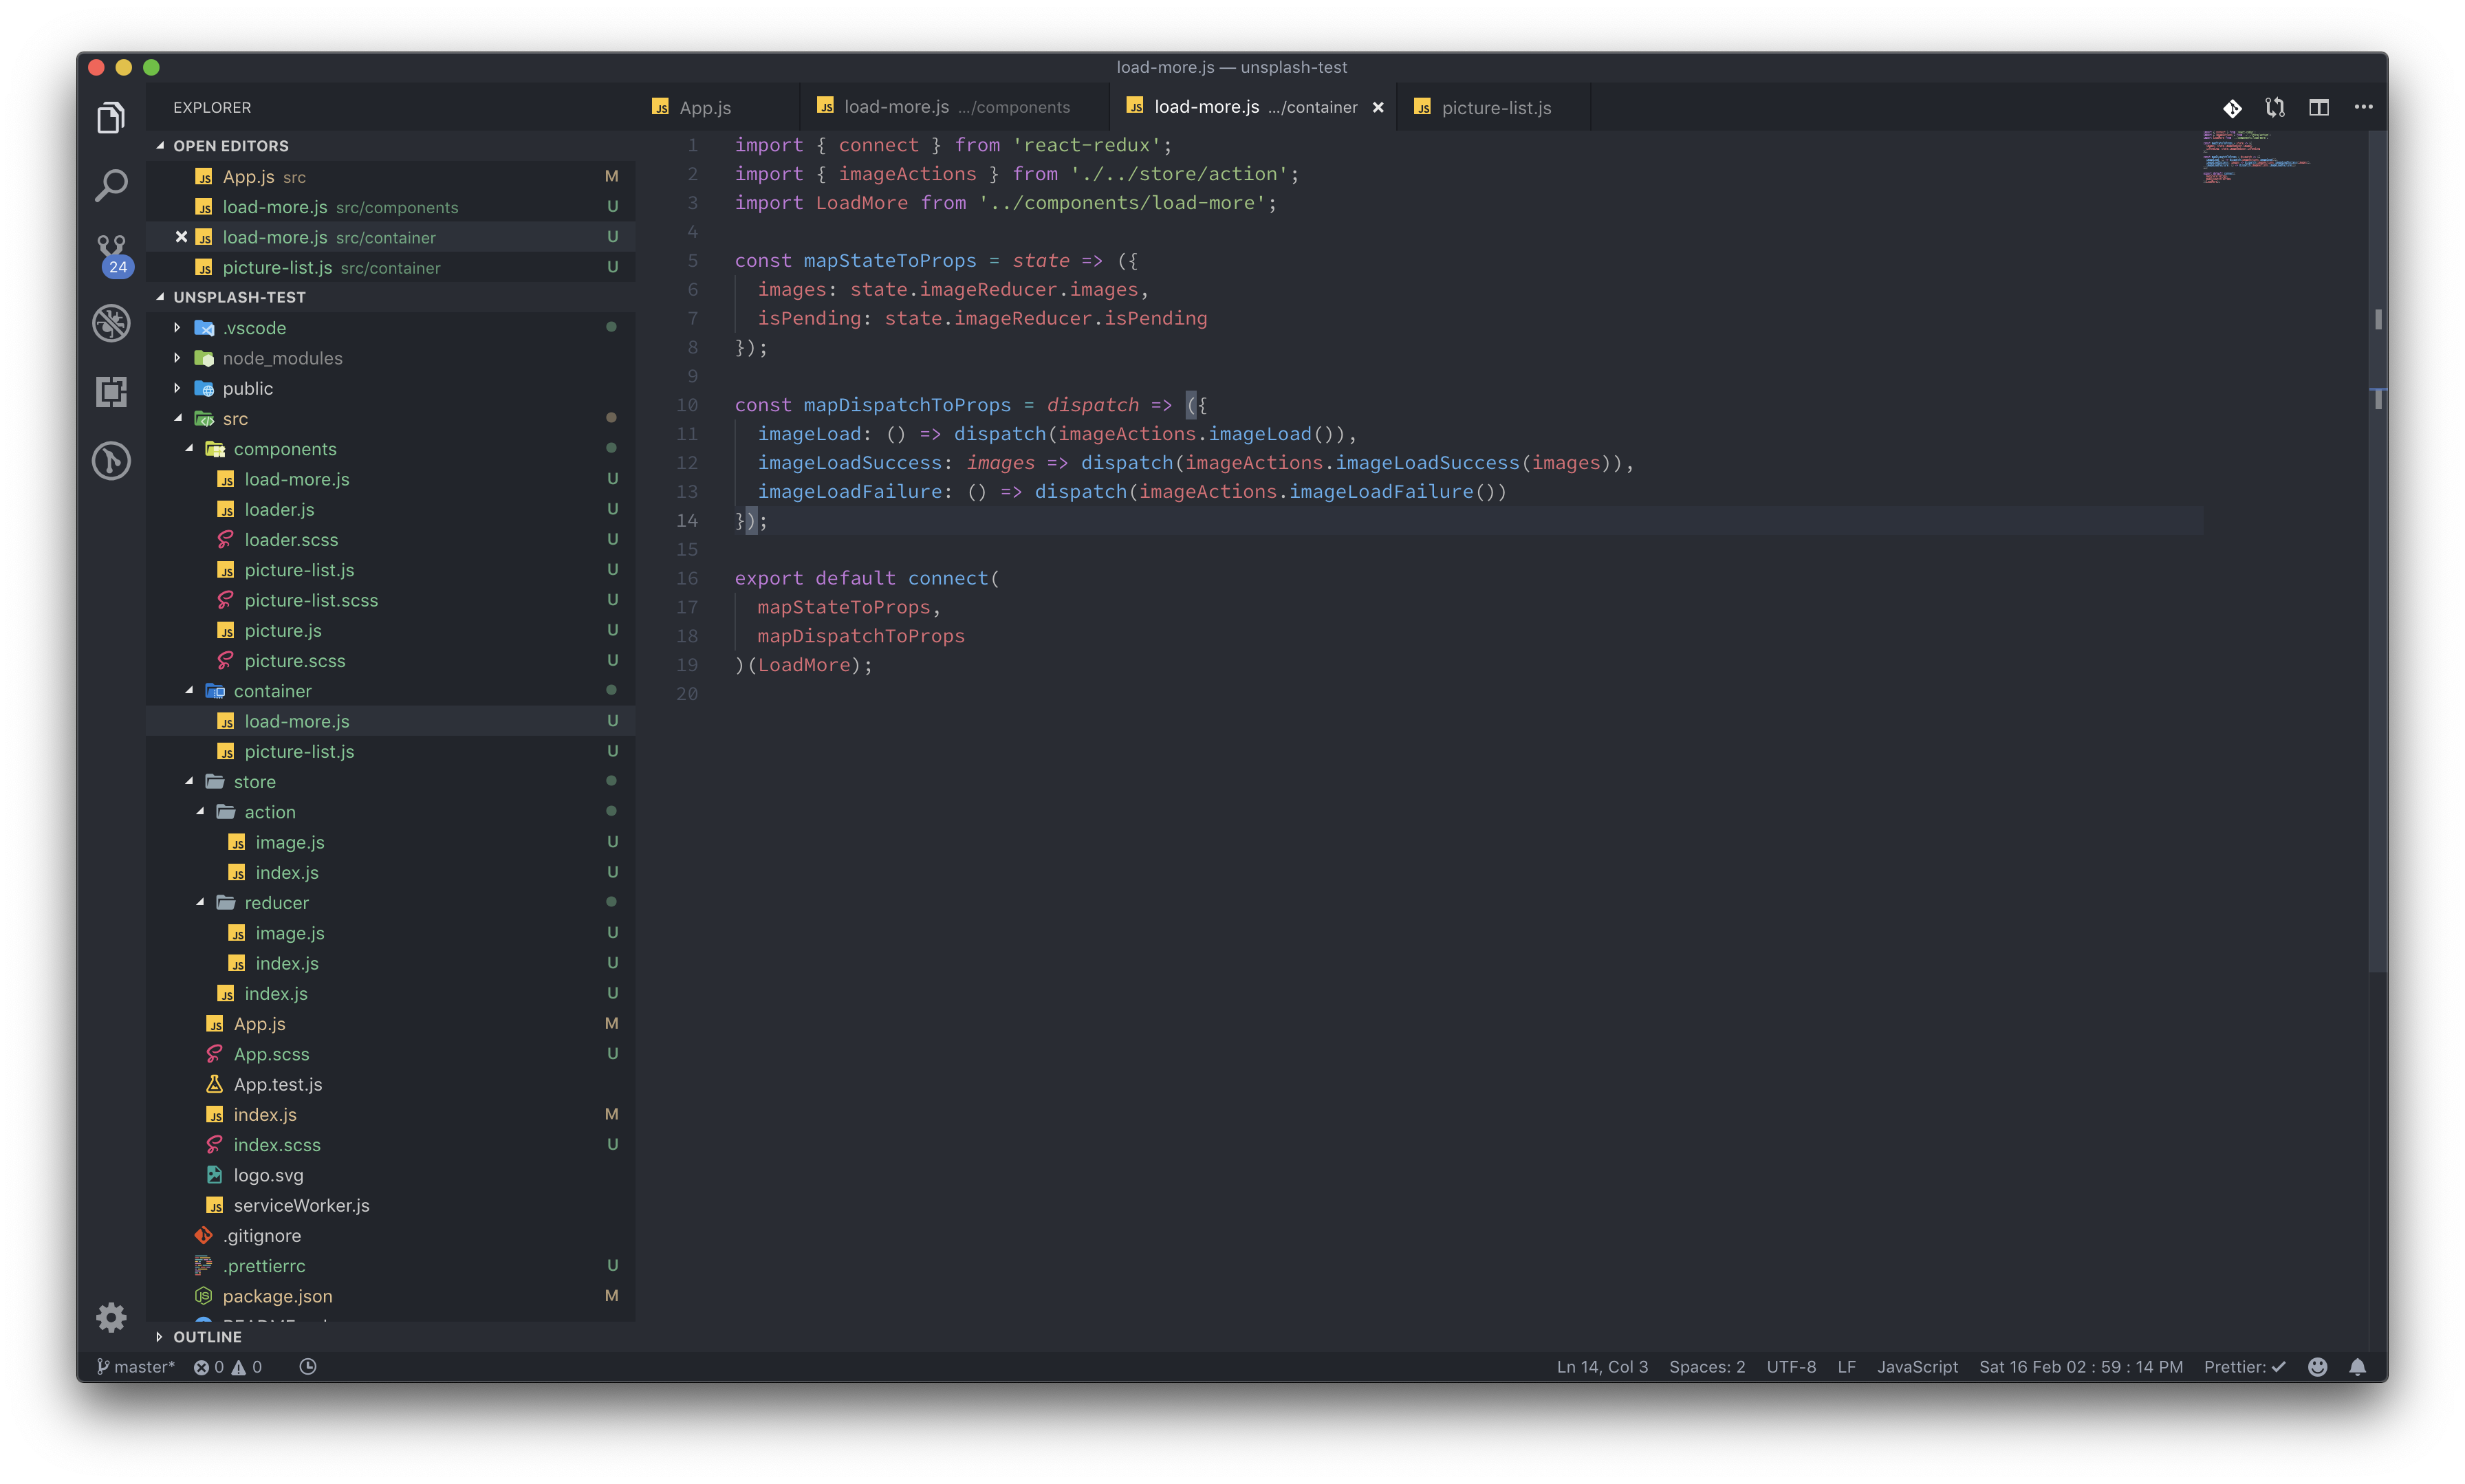 load-more.js — unsplash-test
EXPLORER
App.js
load-more.js .../components
load-more.js .../container
picture-list.js
OPEN EDITORS
App.js src M
load-more.js src/components U
load-more.js src/container U
picture-list.js src/container U
24
UNSPLASH-TEST
.vscode
node_modules
public
src
components
load-more.js U
loader.js U
loader.scss U
picture-list.js U
picture-list.scss U
picture.js U
picture.scss U
container
load-more.js U
picture-list.js U
store
action
image.js U
index.js U
reducer
image.js U
index.js U
index.js U
App.js M
App.scss U
App.test.js
index.js M
index.scss U
logo.svg
serviceWorker.js
.gitignore
.prettierrc U
package.json M
OUTLINE
1 import { connect } from 'react-redux';
2 import { imageActions } from './../store/action';
3 import LoadMore from '../components/load-more';
4
5 const mapStateToProps = state => ({
6 images: state.imageReducer.images,
7 isPending: state.imageReducer.isPending
8 });
9
10 const mapDispatchToProps = dispatch => ({
11 imageLoad: () => dispatch(imageActions.imageLoad()),
12 imageLoadSuccess: images => dispatch(imageActions.imageLoadSuccess(images)),
13 imageLoadFailure: () => dispatch(imageActions.imageLoadFailure())
14 });
15
16 export default connect(
17 mapStateToProps,
18 mapDispatchToProps
19 )(LoadMore);
20
master* 0 0 Ln 14, Col 3 Spaces: 2 UTF-8 LF JavaScript Sat 16 Feb 02 : 59 : 14 PM Prettier: ✓